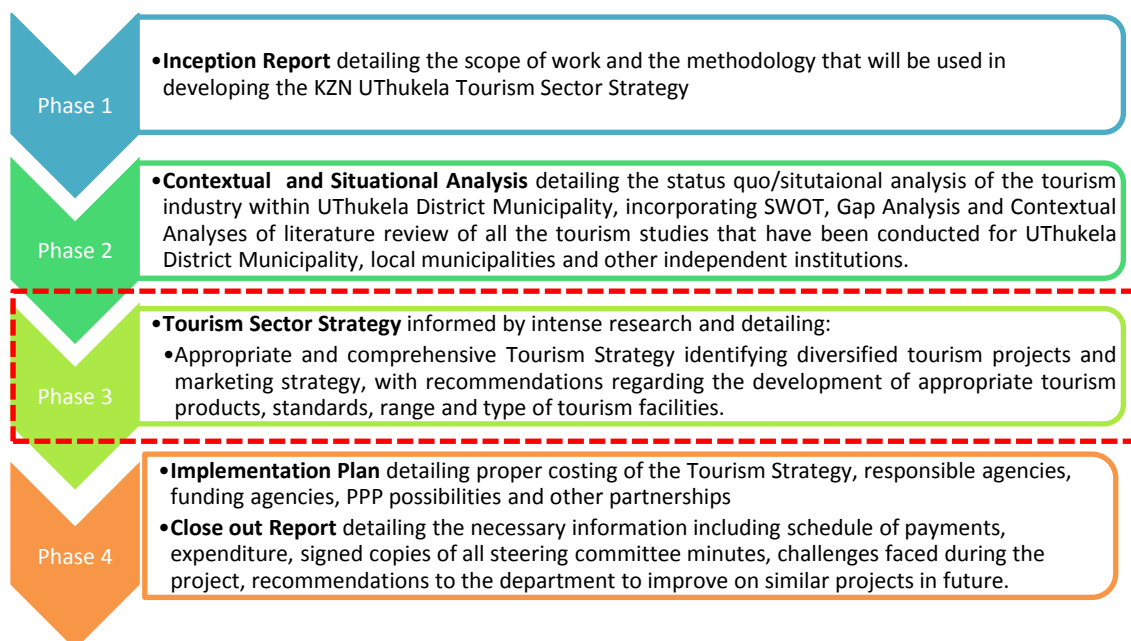 Phase 1
•Inception Report detailing the scope of work and the methodology that will be used in
developing the KZN UThukela Tourism Sector Strategy
Phase 2
•Contextual and Situational Analysis detailing the status quo/situtaional analysis of the tourism
industry within UThukela District Municipality, incorporating SWOT, Gap Analysis and Contextual
Analyses of literature review of all the tourism studies that have been conducted for UThukela
District Municipality, local municipalities and other independent institutions.
Phase 3
•Tourism Sector Strategy informed by intense research and detailing:
•Appropriate and comprehensive Tourism Strategy identifying diversified tourism projects and
marketing strategy, with recommendations regarding the development of appropriate tourism
products, standards, range and type of tourism facilities.
Phase 4
•Implementation Plan detailing proper costing of the Tourism Strategy, responsible agencies,
funding agencies, PPP possibilities and other partnerships
•Close out Report detailing the necessary information including schedule of payments,
expenditure, signed copies of all steering committee minutes, challenges faced during the
project, recommendations to the department to improve on similar projects in future.